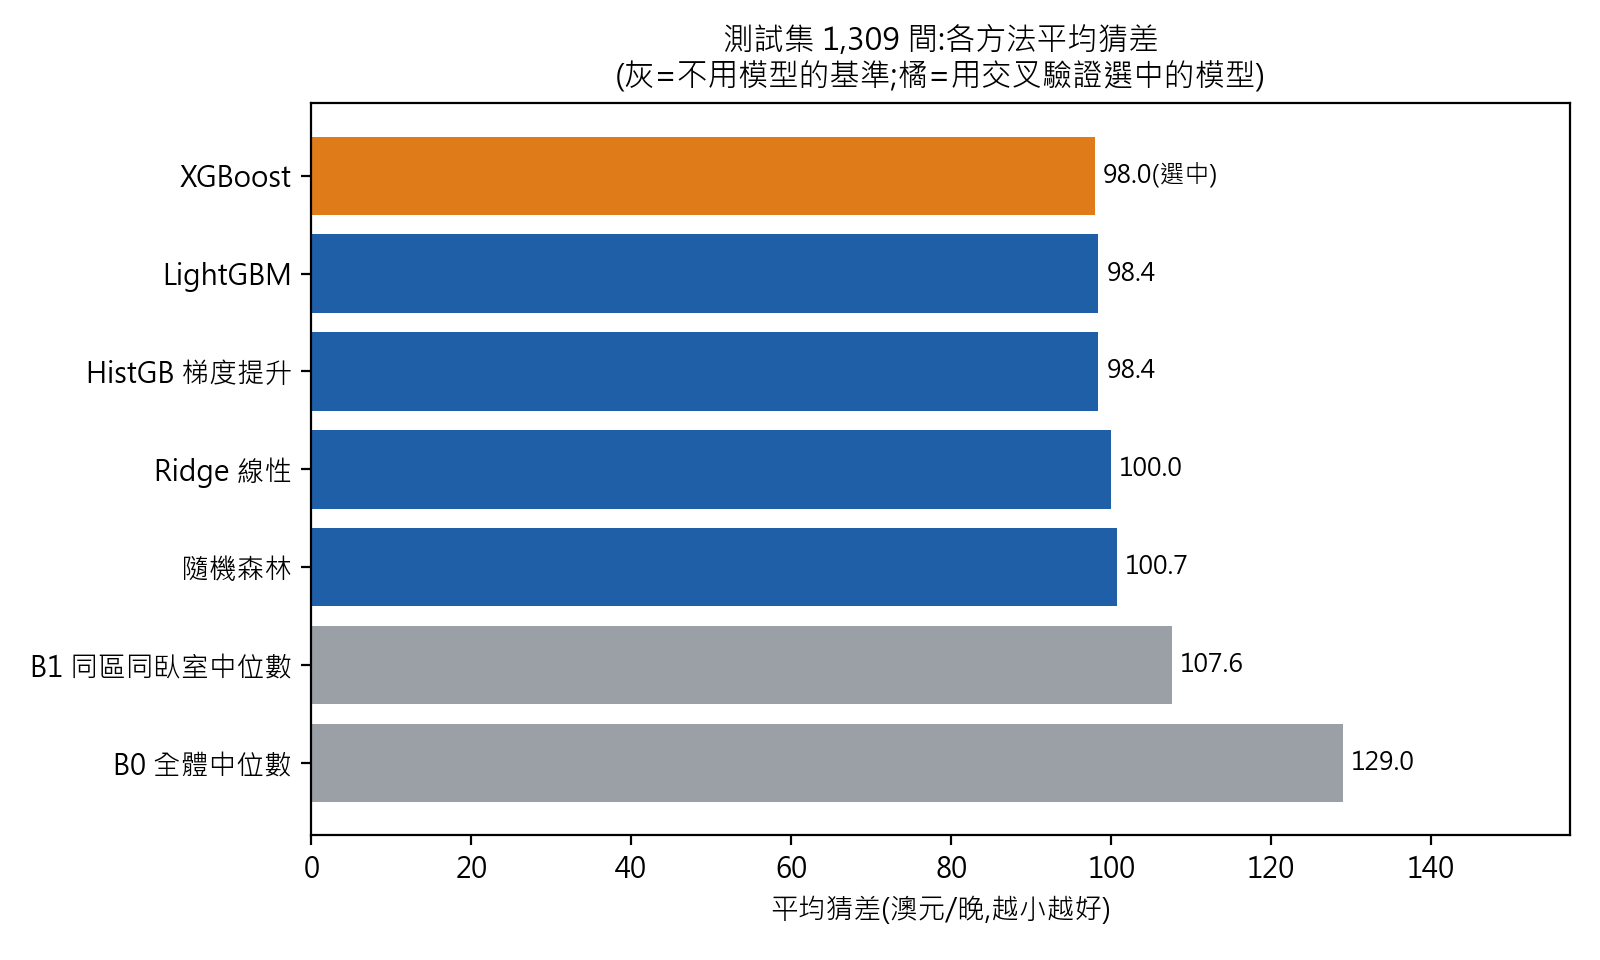 測試集 1,309 間:各方法平均猜差
(灰=不用模型的基準;橘=用交叉驗證選中的模型)
XGBoost
98.0(選中)
LightGBM
98.4
HistGB 梯度提升
98.4
Ridge 線性
100.0
隨機森林
100.7
B1 同區同臥室中位數
107.6
B0 全體中位數
129.0
0 20 40 60 80 100 120 140
平均猜差(澳元/晚,越小越好)